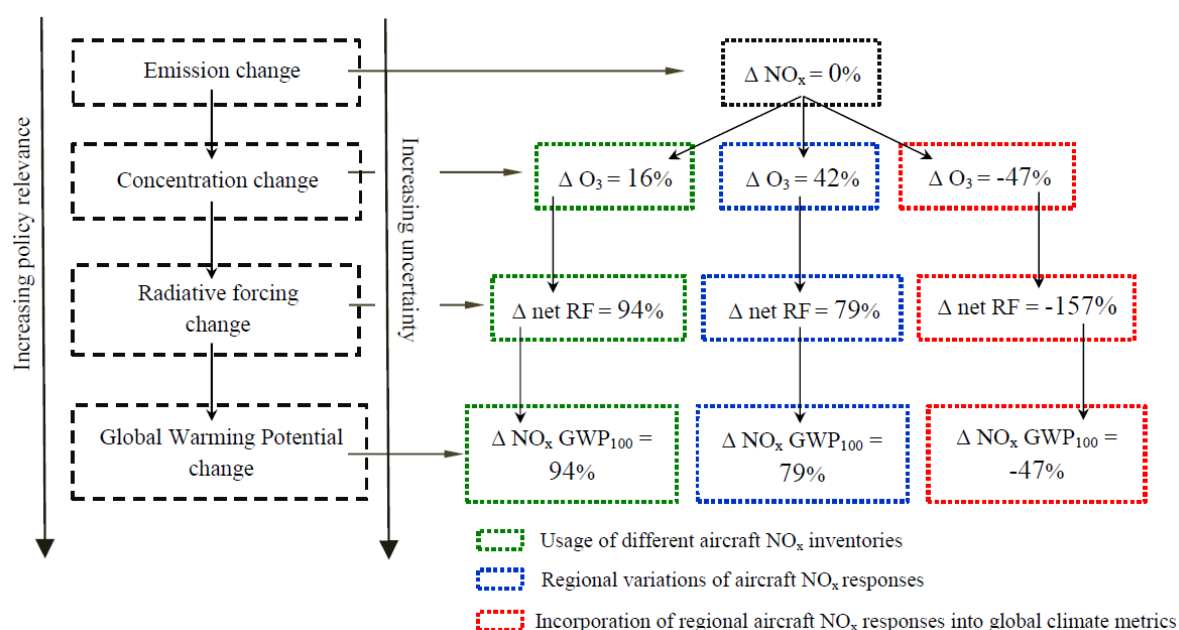 Increasing policy relevance
Emission change
Concentration change
Radiative forcing
change
Global Warming Potential
change
Increasing uncertainty
Δ NOₓ = 0%
Δ O₃ = 16%
Δ O₃ = 42%
Δ O₃ = -47%
Δ net RF = 94%
Δ net RF = 79%
Δ net RF = -157%
Δ NOₓ GWP₁₀₀ =
94%
Δ NOₓ GWP₁₀₀ =
79%
Δ NOₓ GWP₁₀₀ =
-47%
Usage of different aircraft NOₓ inventories
Regional variations of aircraft NOₓ responses
Incorporation of regional aircraft NOₓ responses into global climate metrics